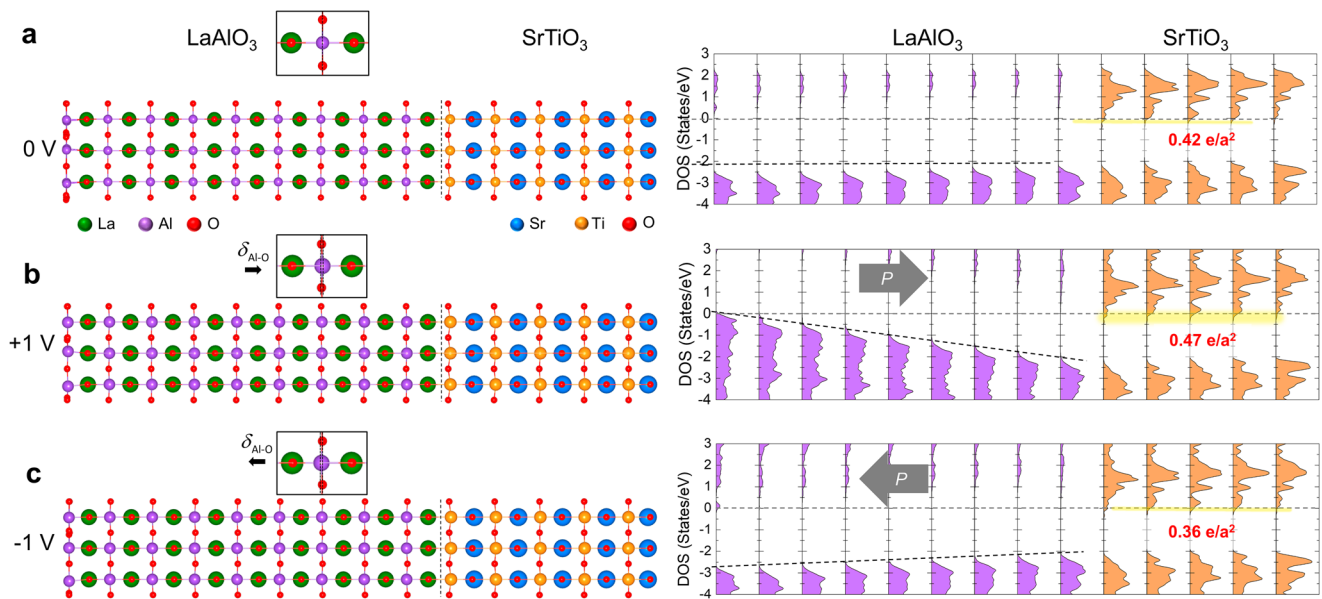 a
LaAlO3
SrTiO3
0 V
La
Al
O
Sr
Ti
O
LaAlO3
SrTiO3
DOS (States/eV)
3
2
1
0
-1
-2
-3
-4
0.42 e/a2
b
δAl-O
+1 V
DOS (States/eV)
3
2
1
0
-1
-2
-3
-4
P
0.47 e/a2
c
δAl-O
-1 V
DOS (States/eV)
3
2
1
0
-1
-2
-3
-4
P
0.36 e/a2